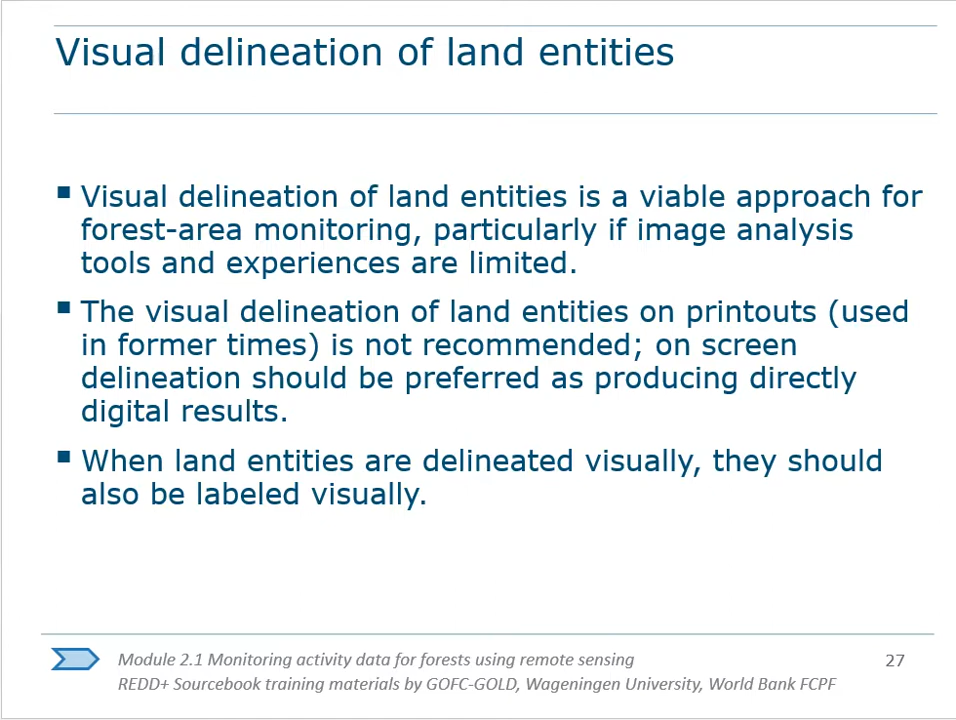 Visual delineation of land entities
▪ Visual delineation of land entities is a viable approach for
forest-area monitoring, particularly if image analysis
tools and experiences are limited.
▪ The visual delineation of land entities on printouts (used
in former times) is not recommended; on screen
delineation should be preferred as producing directly
digital results.
▪ When land entities are delineated visually, they should
also be labeled visually.
Module 2.1 Monitoring activity data for forests using remote sensing
REDD+ Sourcebook training materials by GOFC-GOLD, Wageningen University, World Bank FCPF
27